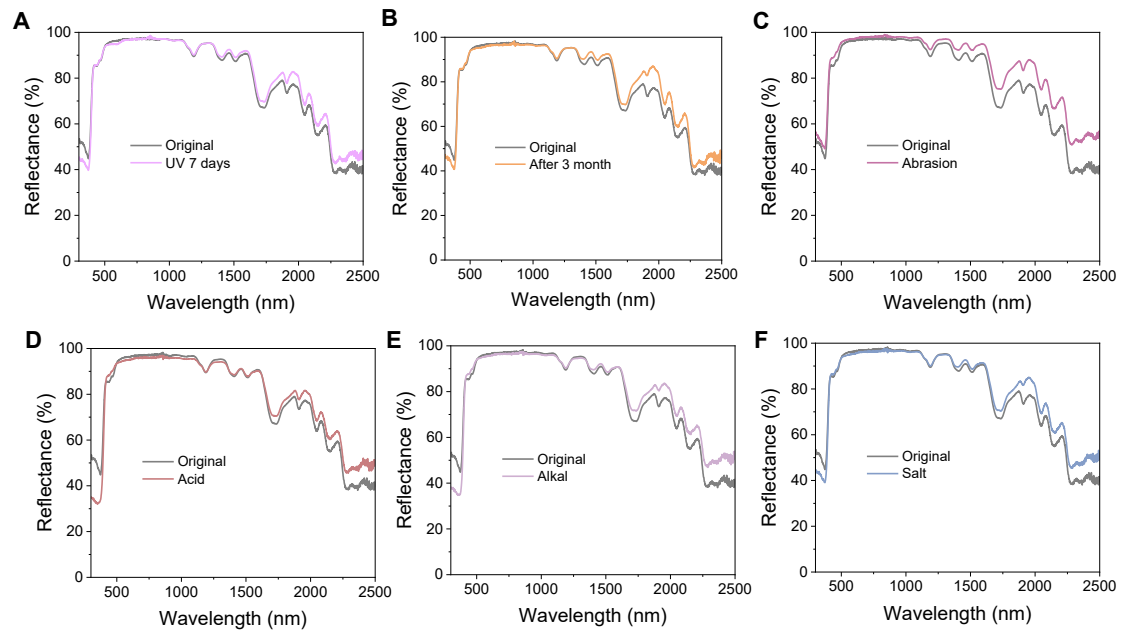 A
100
80
60
40
20
0
Reflectance (%)
Original
UV 7 days
500
1000
1500
2000
2500
Wavelength (nm)
B
100
80
60
40
20
0
Reflectance (%)
Original
After 3 month
500
1000
1500
2000
2500
Wavelength (nm)
C
100
80
60
40
20
0
Reflectance (%)
Original
Abrasion
500
1000
1500
2000
2500
Wavelength (nm)
D
100
80
60
40
20
0
Reflectance (%)
Original
Acid
500
1000
1500
2000
2500
Wavelength (nm)
E
100
80
60
40
20
0
Reflectance (%)
Original
Alkal
500
1000
1500
2000
2500
Wavelength (nm)
F
100
80
60
40
20
0
Reflectance (%)
Original
Salt
500
1000
1500
2000
2500
Wavelength (nm)